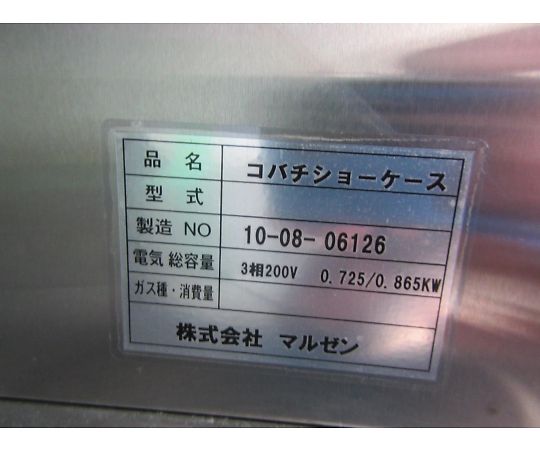 品 名 コバチショーケース
型 式
製造 NO 10-08- 06126
電気 総容量 3相200V 0.725/0.865KW
ガス種・消費量
株式会社 マルゼン